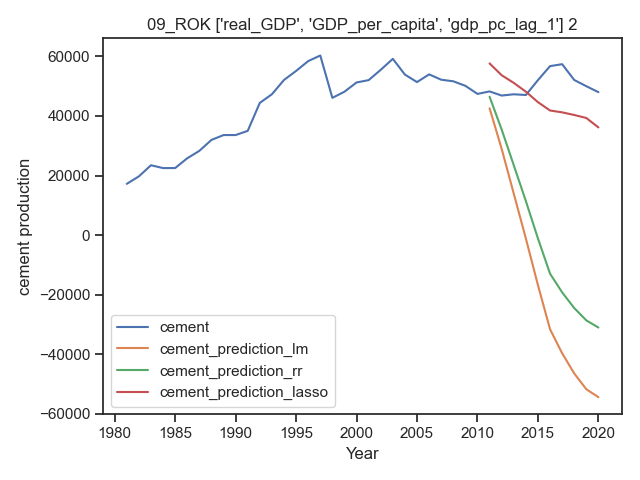 09_ROK ['real_GDP', 'GDP_per_capita', 'gdp_pc_lag_1'] 2
60000
40000
20000
0
−20000
−40000
−60000
cement production
cement
cement_prediction_lm
cement_prediction_rr
cement_prediction_lasso
1980 1985 1990 1995 2000 2005 2010 2015 2020
Year